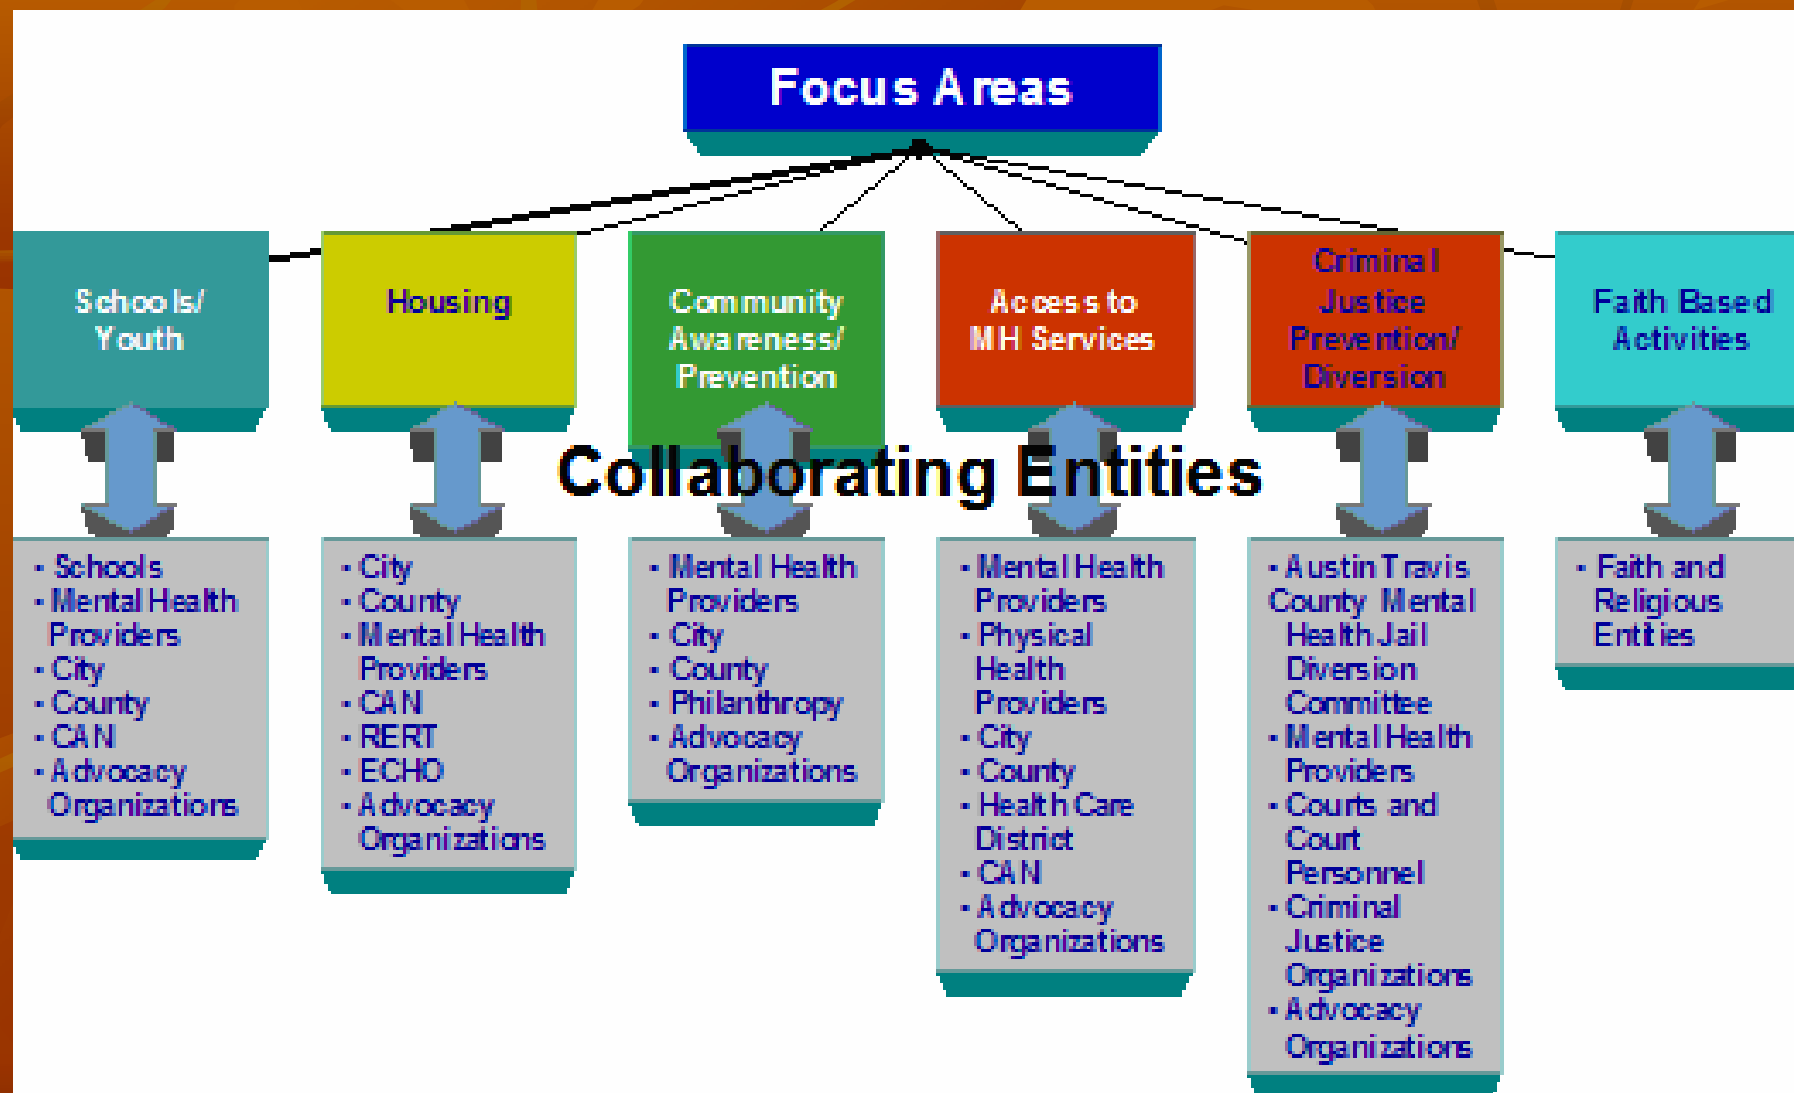 Focus Areas
Schools/
Youth
Housing
Community
Awareness/
Prevention
Access to
MH Services
Criminal
Justice
Prevention/
Diversion
Faith Based
Activities
Collaborating Entities
▪ Schools
▪ Mental Health
Providers
▪ City
▪ County
▪ CAN
▪ Advocacy
Organizations
▪ City
▪ County
▪ Mental Health
Providers
▪ CAN
▪ RERT
▪ ECHO
▪ Advocacy
Organizations
▪ Mental Health
Providers
▪ City
▪ County
▪ Philanthropy
▪ Advocacy
Organizations
▪ Mental Health
Providers
▪ Physical
Health
Providers
▪ City
▪ County
▪ Health Care
District
▪ CAN
▪ Advocacy
Organizations
▪ Austin Travis
County Mental
Health Jail
Diversion
Committee
▪ Mental Health
Providers
▪ Courts and
Court
Personnel
▪ Criminal
Justice
Organizations
▪ Advocacy
Organizations
▪ Faith and
Religious
Entities